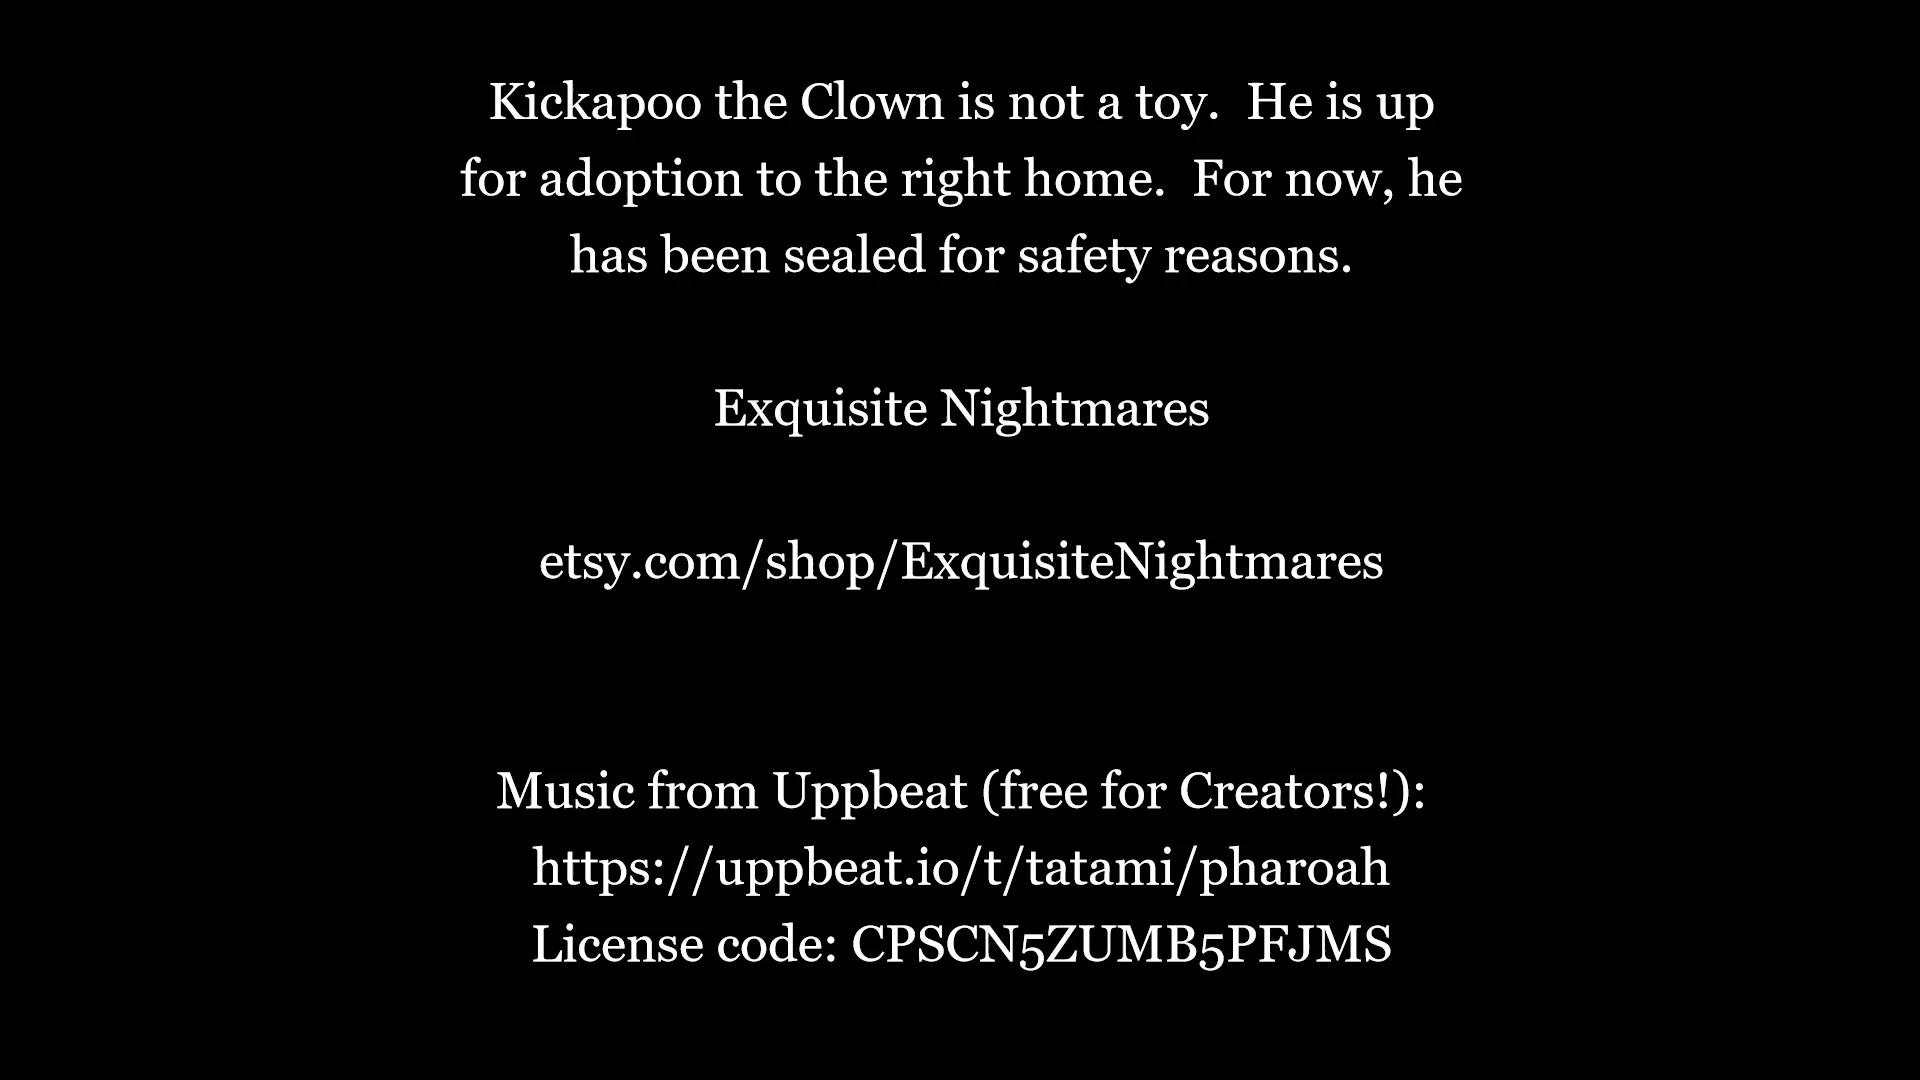 Kickapoo the Clown is not a toy.  He is up
for adoption to the right home.  For now, he
has been sealed for safety reasons.
Exquisite Nightmares
etsy.com/shop/ExquisiteNightmares
Music from Uppbeat (free for Creators!):
https://uppbeat.io/t/tatami/pharoah
License code: CPSCN5ZUMB5PFJMS